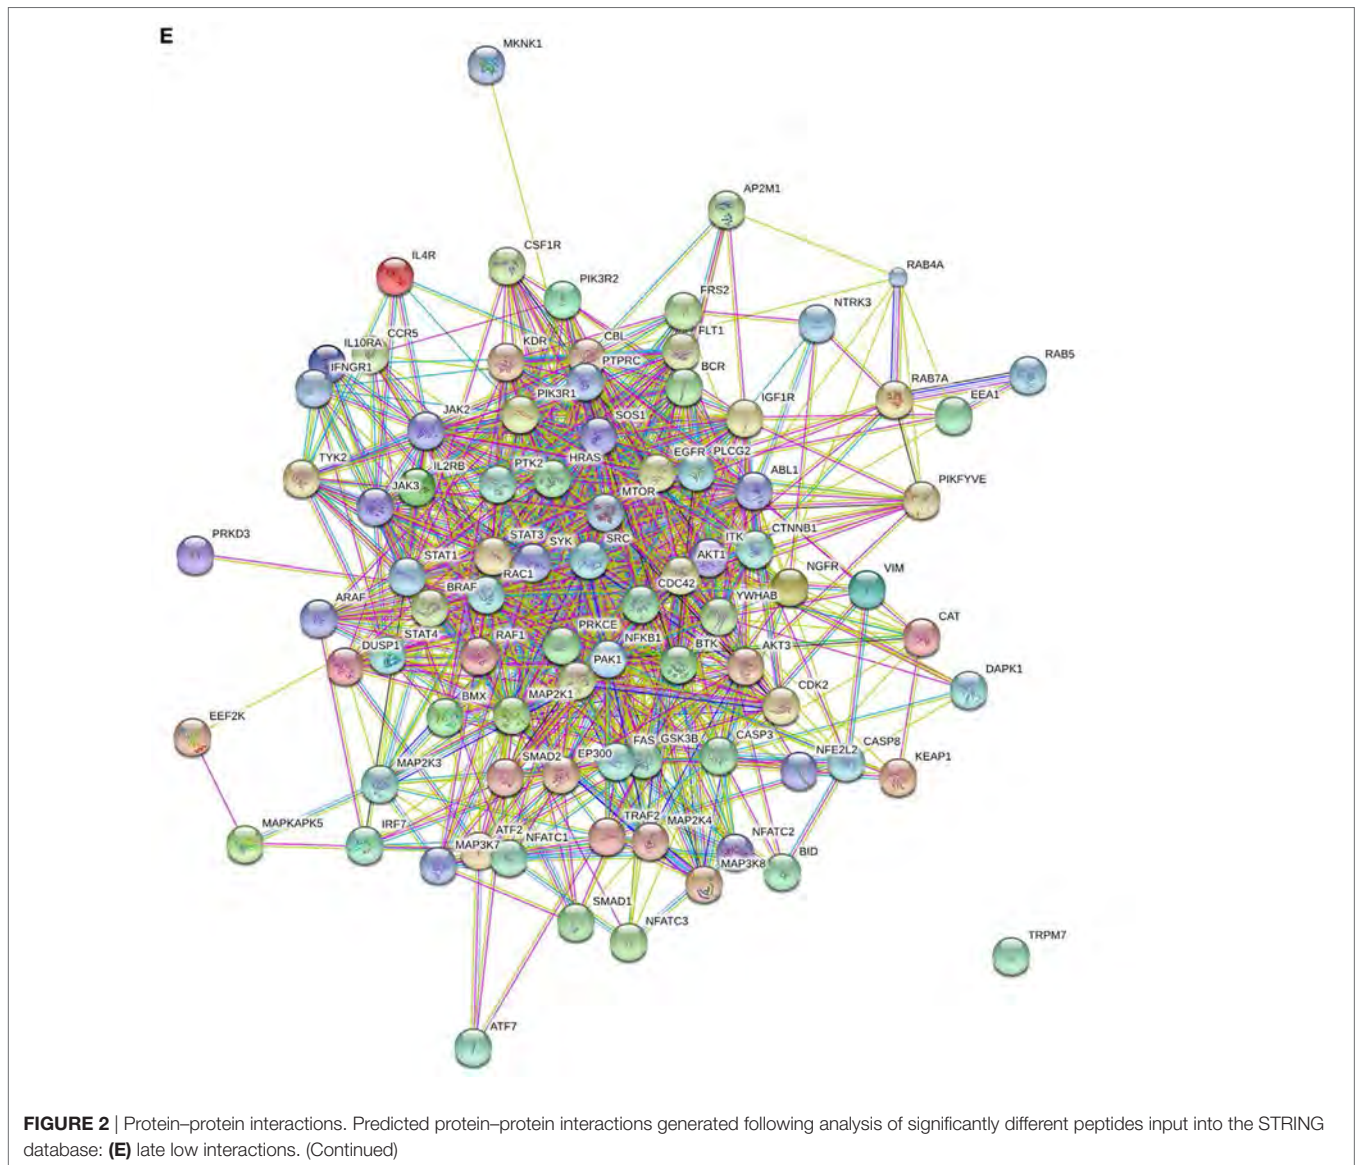 E
MKNK1
AP2M1
CSF1R
IL4R
RAB4A
PIK3R2
FRS2
NTRK3
FLT1
CCR5
CBL
KDR
IL10RA
PTPRC
RAB5
BCR
IFNGR1
RAB7A
PIK3R1
EEA1
IGF1R
JAK2
SOS1
EGFR
PLCG2
TYK2
HRAS
PTK2
IL2RB
ABL1
PIKFYVE
JAK3
MTOR
CTNNB1
PRKD3
STAT3
ITK
SYK
SRC
STAT1
AKT1
NGFR
VIM
RAC1
CDC42
BRAF
ARAF
YWHAB
CAT
PRKCE
STAT4
RAF1
NFKB1
DUSP1
BTK
AKT3
PAK1
DAPK1
CDK2
BMX
MAP2K1
EEF2K
CASP3
GSK3B
FAS
CASP8
NFE2L2
EP300
SMAD2
KEAP1
MAP2K3
TRAF2
MAP2K4
MAPKAPK5
IRF7
ATF2
NFATC1
NFATC2
MAP3K7
BID
MAP3K8
SMAD1
NFATC3
TRPM7
ATF7
FIGURE 2 | Protein–protein interactions. Predicted protein–protein interactions generated following analysis of significantly different peptides input into the STRING
database: (E) late low interactions. (Continued)